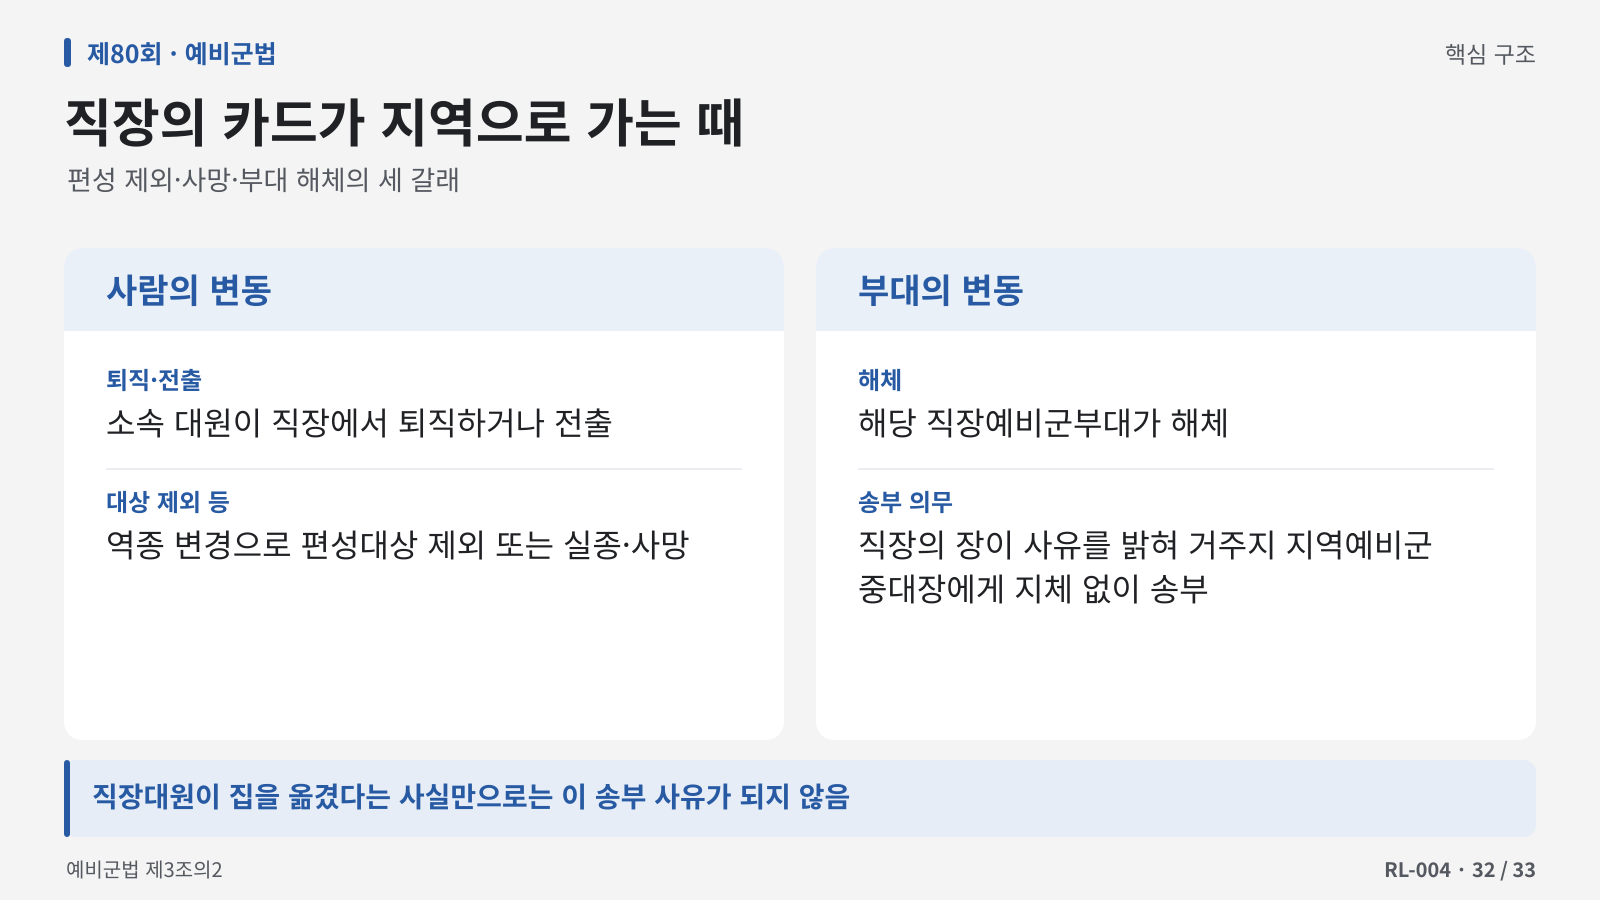 제80회 · 예비군법
핵심 구조
직장의 카드가 지역으로 가는 때
편성 제외·사망·부대 해체의 세 갈래
사람의 변동
퇴직·전출
소속 대원이 직장에서 퇴직하거나 전출
대상 제외 등
역종 변경으로 편성대상 제외 또는 실종·사망
부대의 변동
해체
해당 직장예비군부대가 해체
송부 의무
직장의 장이 사유를 밝혀 거주지 지역예비군
중대장에게 지체 없이 송부
직장대원이 집을 옮겼다는 사실만으로는 이 송부 사유가 되지 않음
예비군법 제3조의2
RL-004 · 32 / 33